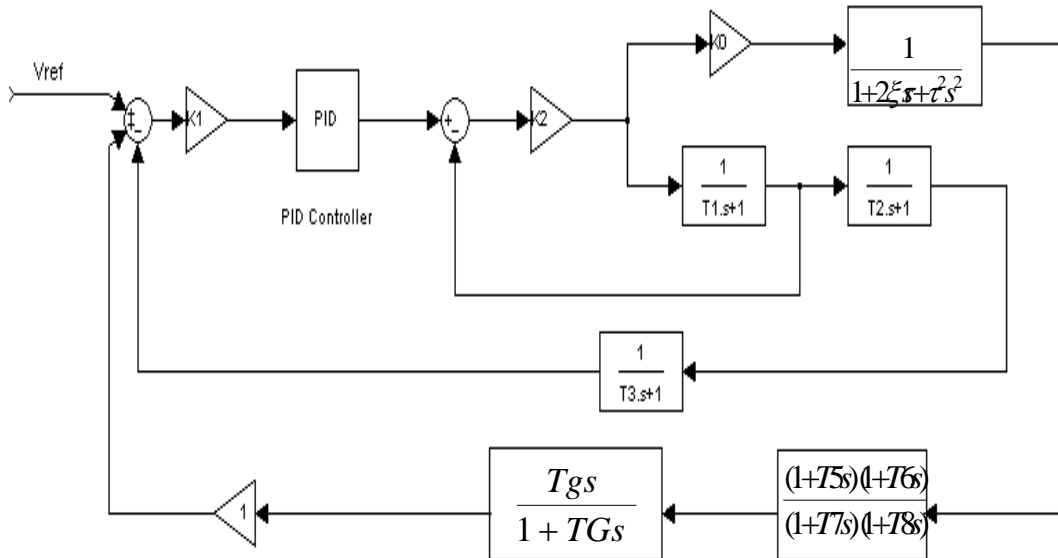 Vref
+
+
-
K1
PID
PID Controller
+
-
K2
K0
1
1+2ξτs+τ²s²
1
T1.s+1
1
T2.s+1
1
T3.s+1
1
Tgs
1 + TGs
(1+T5s)(1+T6s)
(1+T7s)(1+T8s)